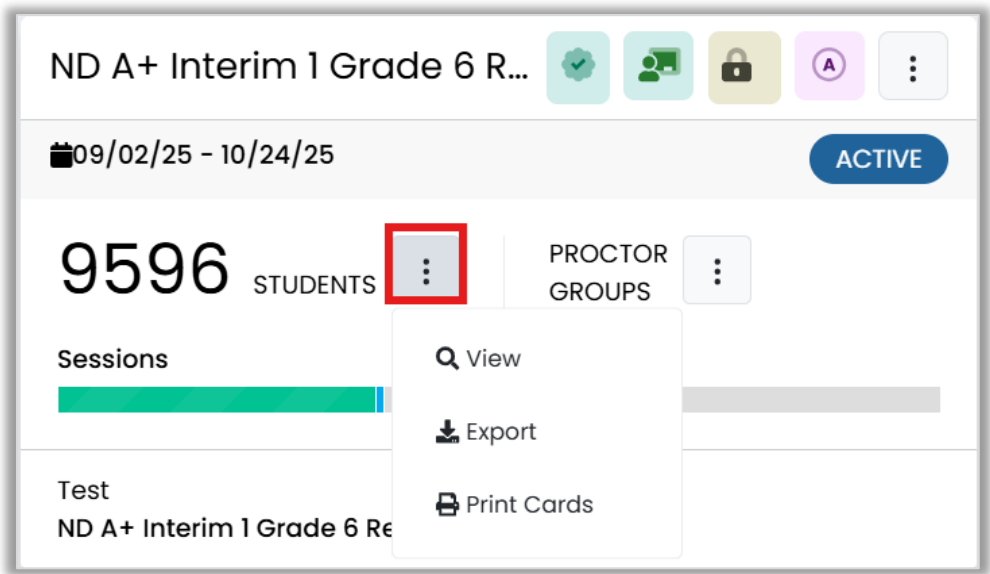 ND A+ Interim 1 Grade 6 R...
A
09/02/25 - 10/24/25
ACTIVE
9596 STUDENTS
PROCTOR
GROUPS
Sessions
View
Export
Print Cards
Test
ND A+ Interim 1 Grade 6 Re